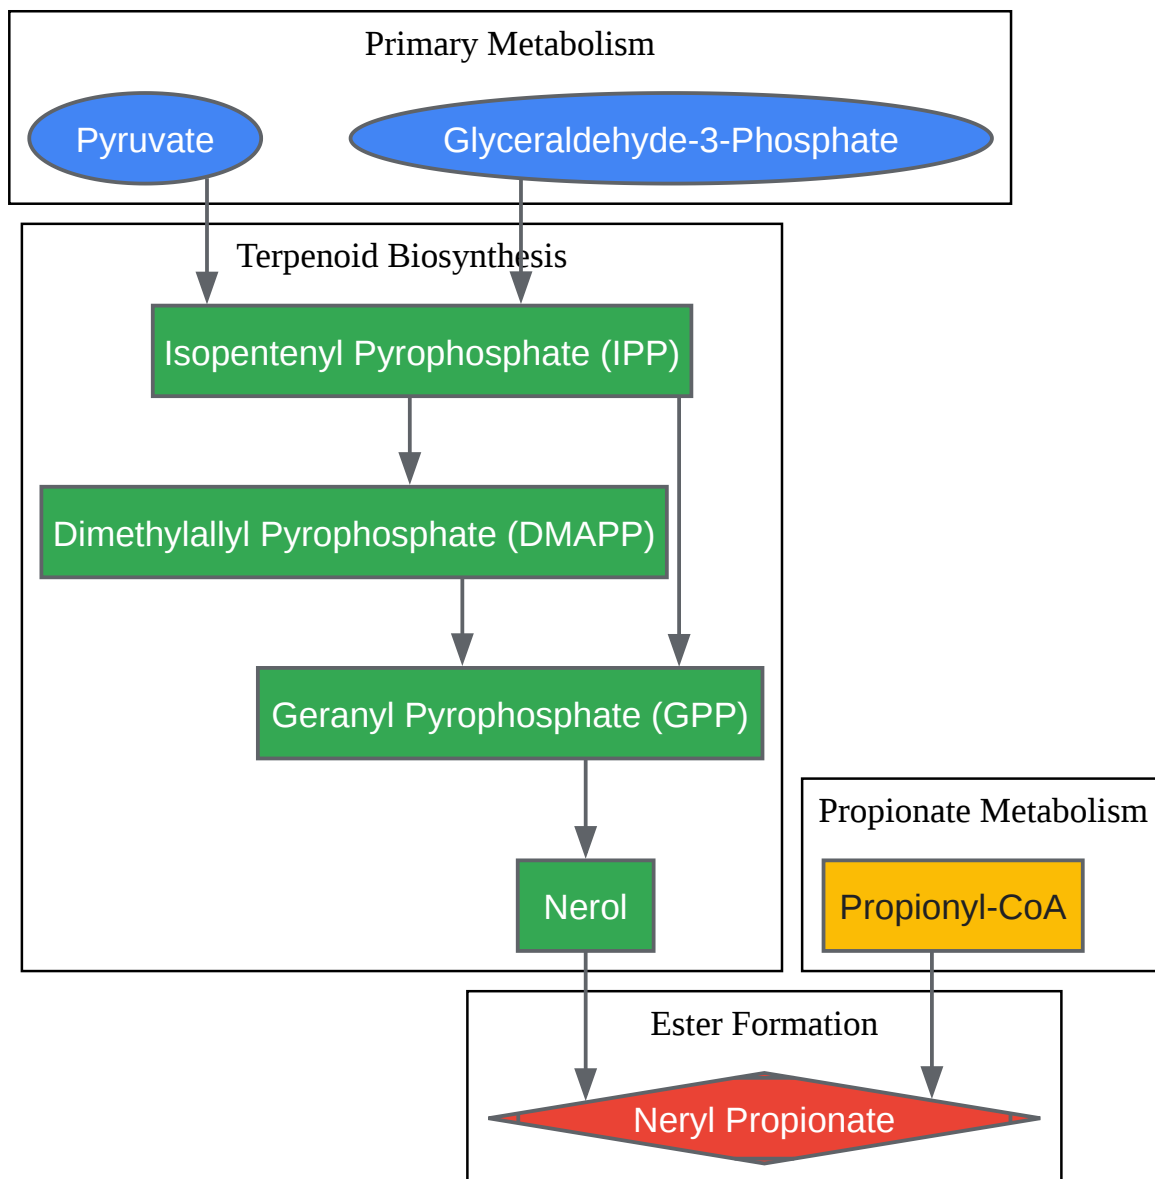 Primary Metabolism
Pyruvate
Glyceraldehyde-3-Phosphate
Terpenoid Biosynthesis
Isopentenyl Pyrophosphate (IPP)
Dimethylallyl Pyrophosphate (DMAPP)
Geranyl Pyrophosphate (GPP)
Nerol
Propionate Metabolism
Propionyl-CoA
Ester Formation
Neryl Propionate